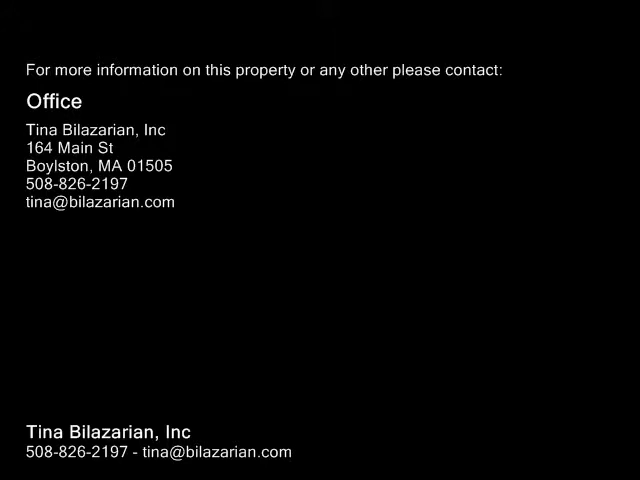 For more information on this property or any other please contact:
Office
Tina Bilazarian, Inc
164 Main St
Boylston, MA 01505
508-826-2197
tina@bilazarian.com
Tina Bilazarian, Inc
508-826-2197 - tina@bilazarian.com